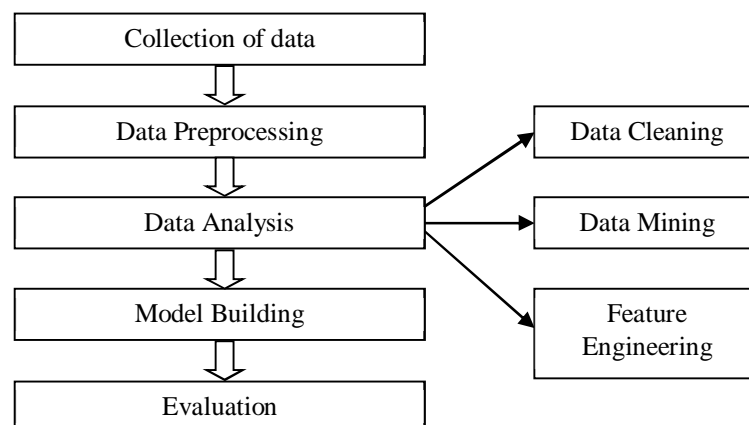 Collection of data
Data Preprocessing
Data Cleaning
Data Analysis
Data Mining
Model Building
Feature
Engineering
Evaluation